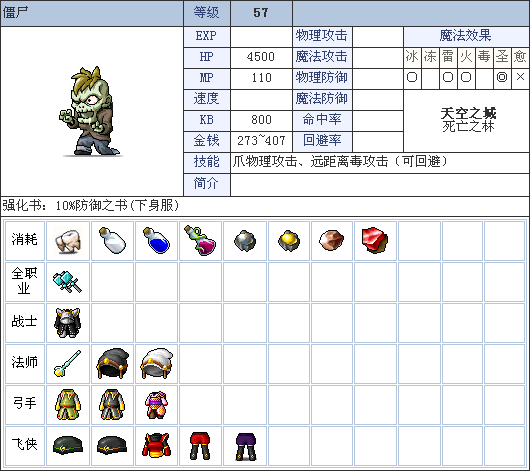 僵尸 等级 57
EXP 物理攻击 魔法效果
HP 4500 魔法攻击 冰 冻 雷 火 毒 圣 愈
MP 110 物理防御 ○ ○ ○ ◎ ×
速度 魔法防御
KB 800 命中率
天空之城
死亡之林
金钱 273~407 回避率
技能 爪物理攻击、远距离毒攻击（可回避）
简介
强化书: 10%防御之书(下身服)
消耗
全职业
战士
法师
弓手
飞侠